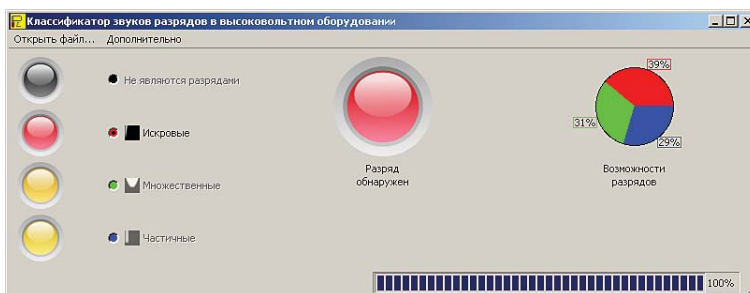 Классификатор звуков разрядов в высоковольтном оборудовании
Открыть файл... Дополнительно
Не являются разрядами
Искровые
Множественные
Частичные
Разряд
обнаружен
39%
31%
29%
Возможности
разрядов
100%